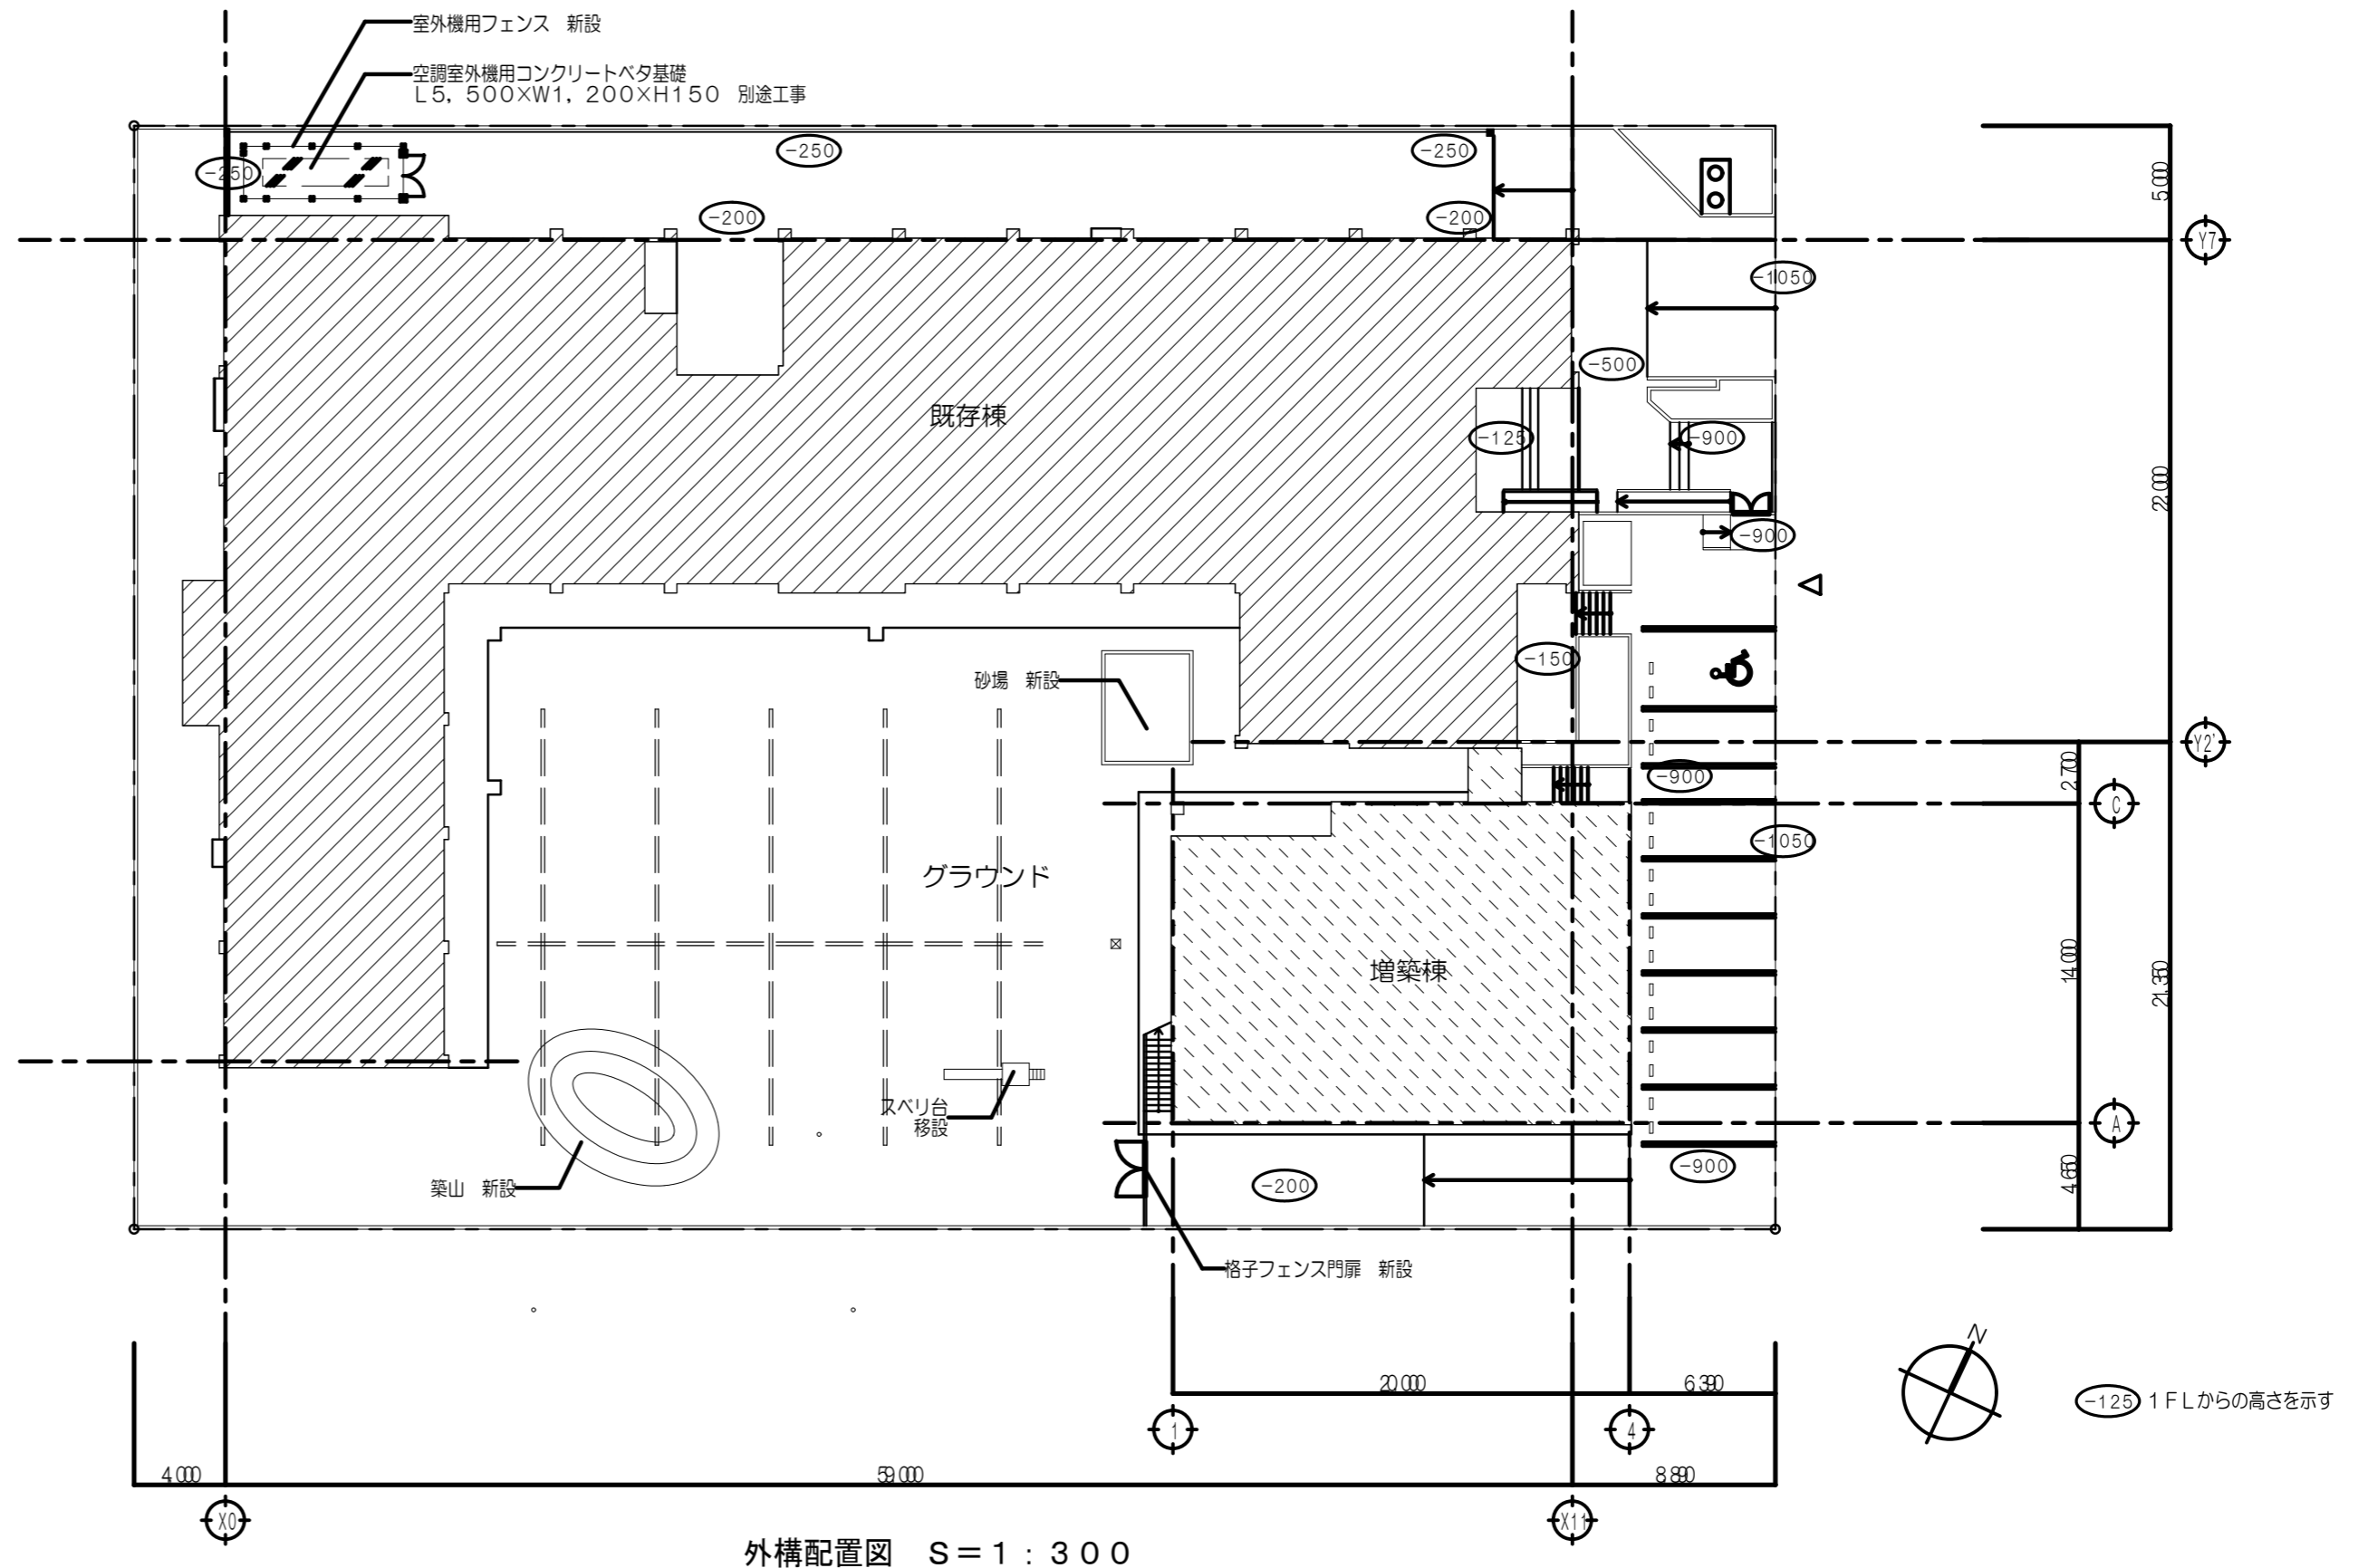 室外機用フェンス　新設
空調室外機用コンクリートベタ基礎
Ｌ５，５００×Ｗ１，２００×Ｈ１５０　別途工事
-250
-250
-250
-200
-200
5,000
Y7
-1050
-500
既存棟
-125
-900
22,000
-900
-150
砂場　新設
Y2'
-900
2,700
C
-1050
グラウンド
増築棟
14,000
21,350
スベリ台
移設
A
築山　新設
-900
-200
4,650
格子フェンス門扉　新設
N
20,000
6,390
-125 １ＦＬからの高さを示す
1
4
4,000
59,000
8,890
X0
X11
外構配置図　Ｓ＝１：３００